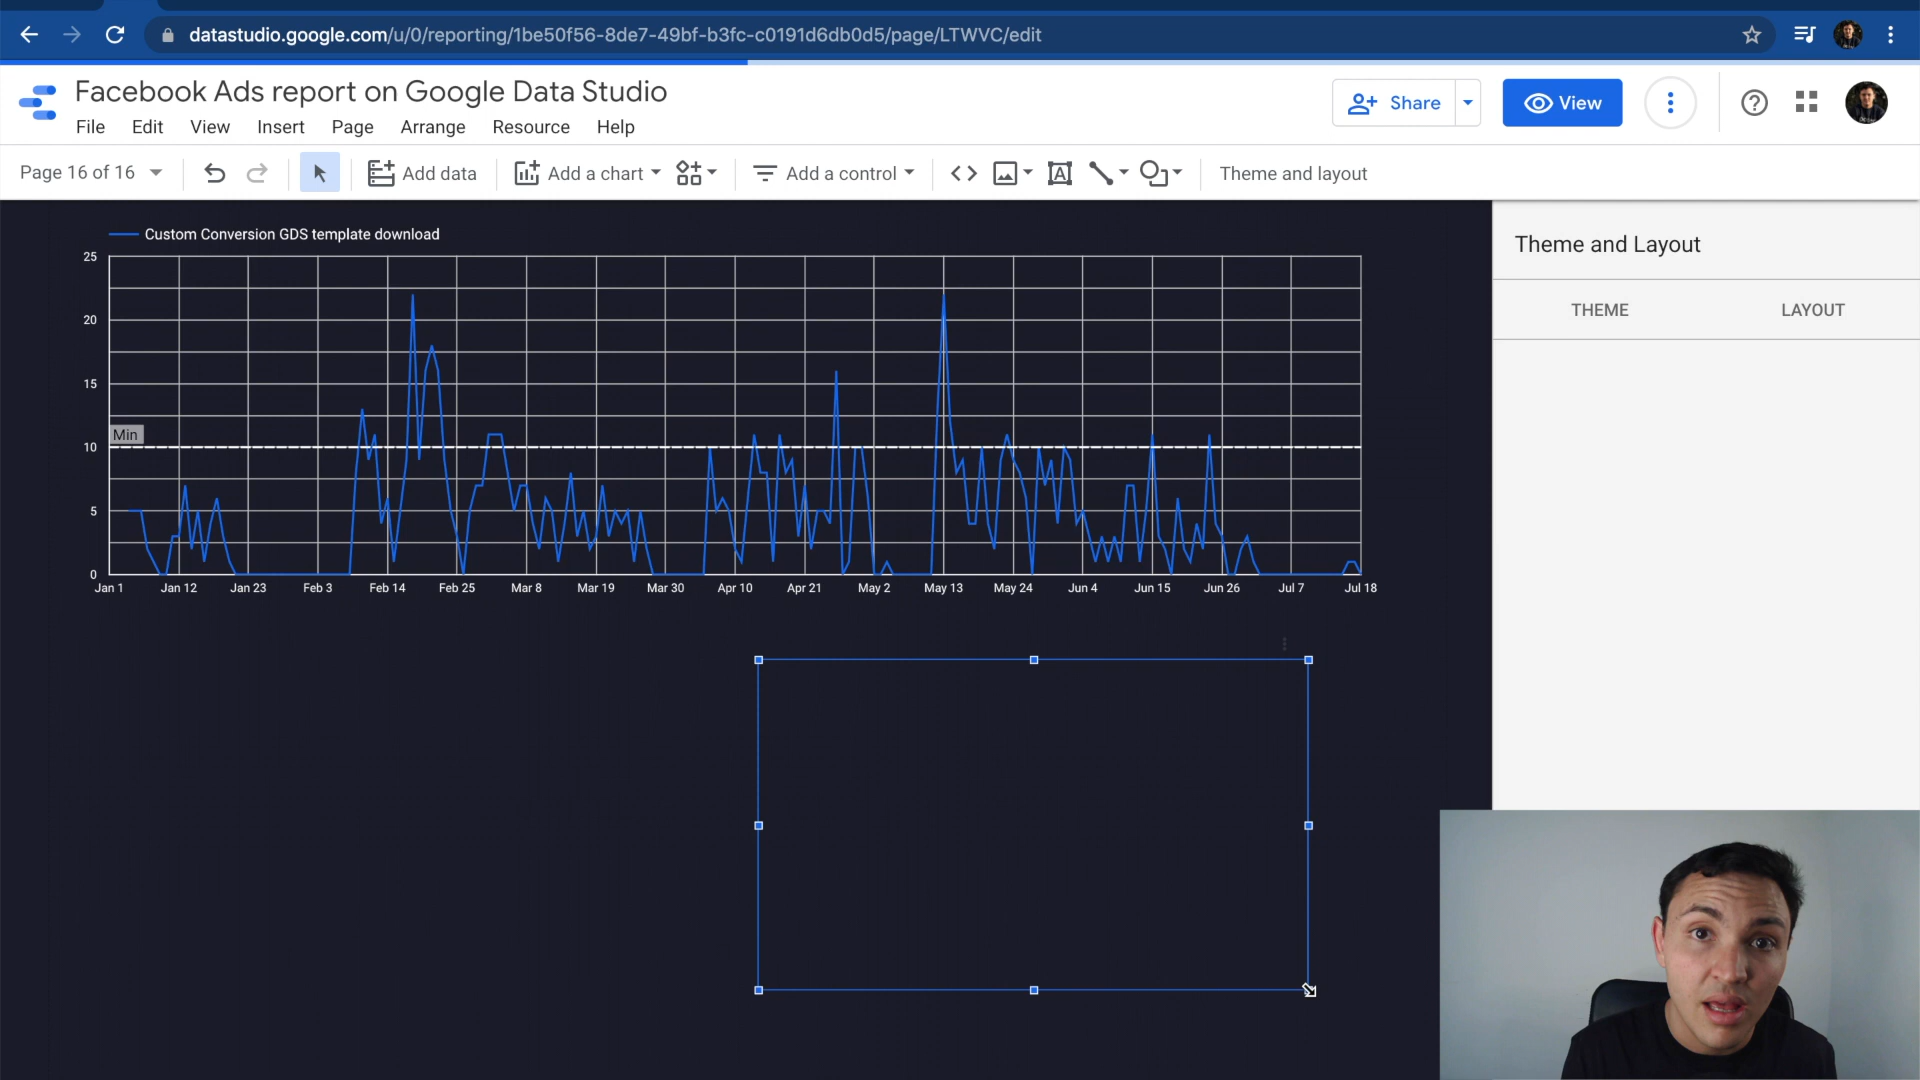 datastudio.google.com/u/0/reporting/1be50f56-8de7-49bf-b3fc-c0191d6db0d5/page/LTWVC/edit
Facebook Ads report on Google Data Studio
File Edit View Insert Page Arrange Resource Help
Share
View
Page 16 of 16
Add data
Add a chart
Add a control
Theme and layout
Custom Conversion GDS template download
25
20
15
10
5
0
Min
Jan 1 Jan 12 Jan 23 Feb 3 Feb 14 Feb 25 Mar 8 Mar 19 Mar 30 Apr 10 Apr 21 May 2 May 13 May 24 Jun 4 Jun 15 Jun 26 Jul 7 Jul 18
Theme and Layout
THEME LAYOUT